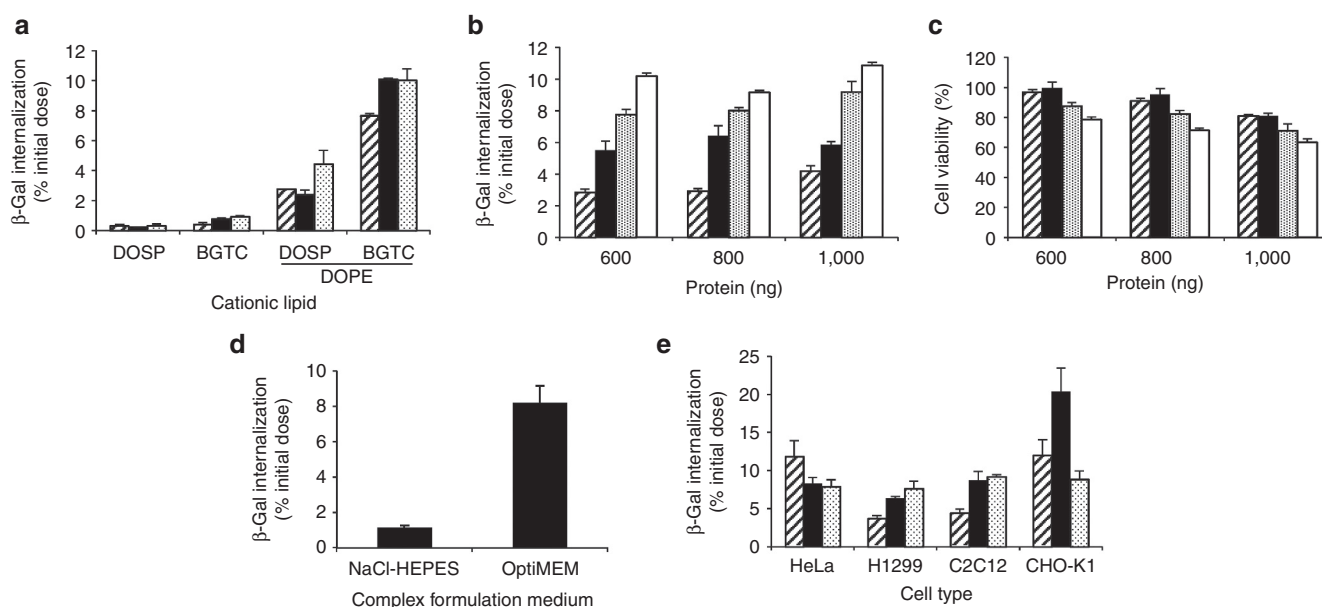 a
β-Gal internalization
(% initial dose)
12
10
8
6
4
2
0
DOSP BGTC DOSP BGTC
DOPE
Cationic lipid
b
β-Gal internalization
(% initial dose)
12
10
8
6
4
2
0
600 800 1,000
Protein (ng)
c
Cell viability (%)
120
100
80
60
40
20
0
600 800 1,000
Protein (ng)
d
β-Gal internalization
(% initial dose)
10
8
6
4
2
0
NaCl-HEPES OptiMEM
Complex formulation medium
e
β-Gal internalization
(% initial dose)
25
20
15
10
5
0
HeLa H1299 C2C12 CHO-K1
Cell type